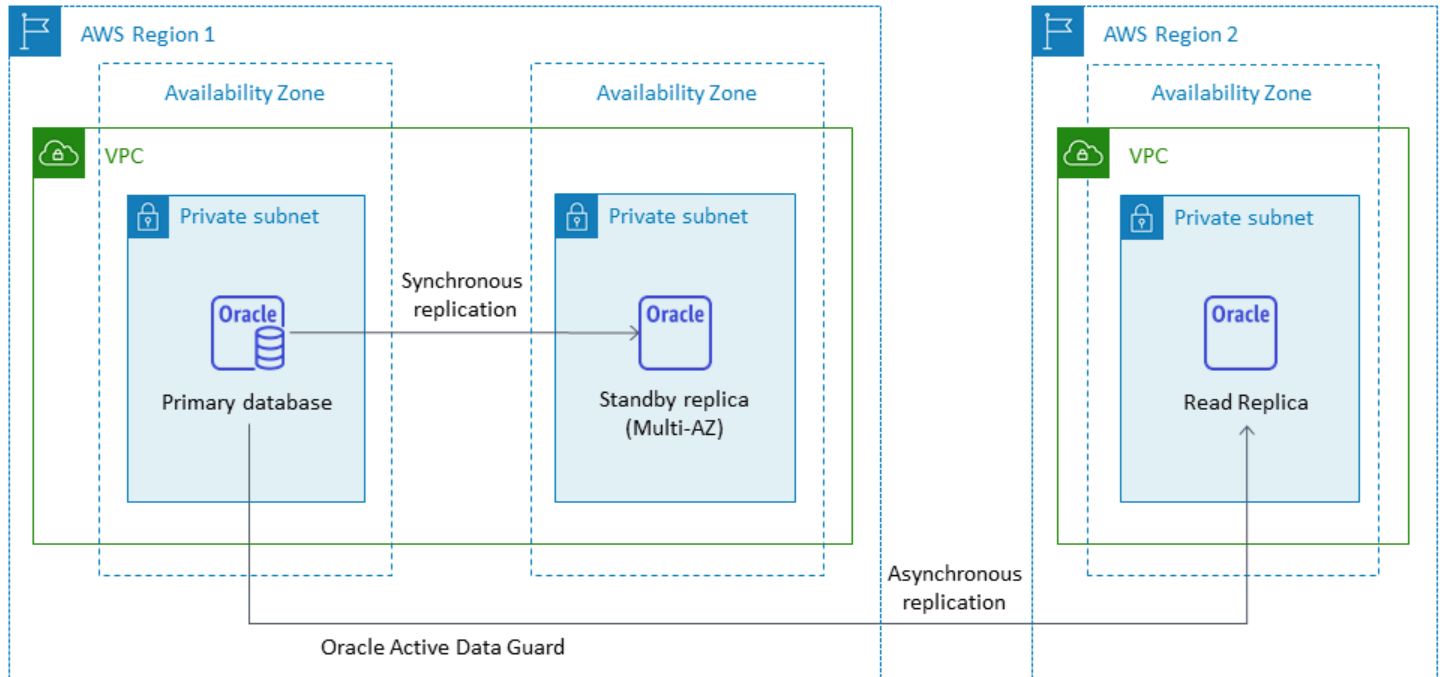 AWS Region 1
AWS Region 2
Availability Zone
Availability Zone
Availability Zone
VPC
VPC
Private subnet
Private subnet
Private subnet
Synchronous
replication
Oracle
Oracle
Oracle
Primary database
Standby replica
(Multi-AZ)
Read Replica
Asynchronous
replication
Oracle Active Data Guard